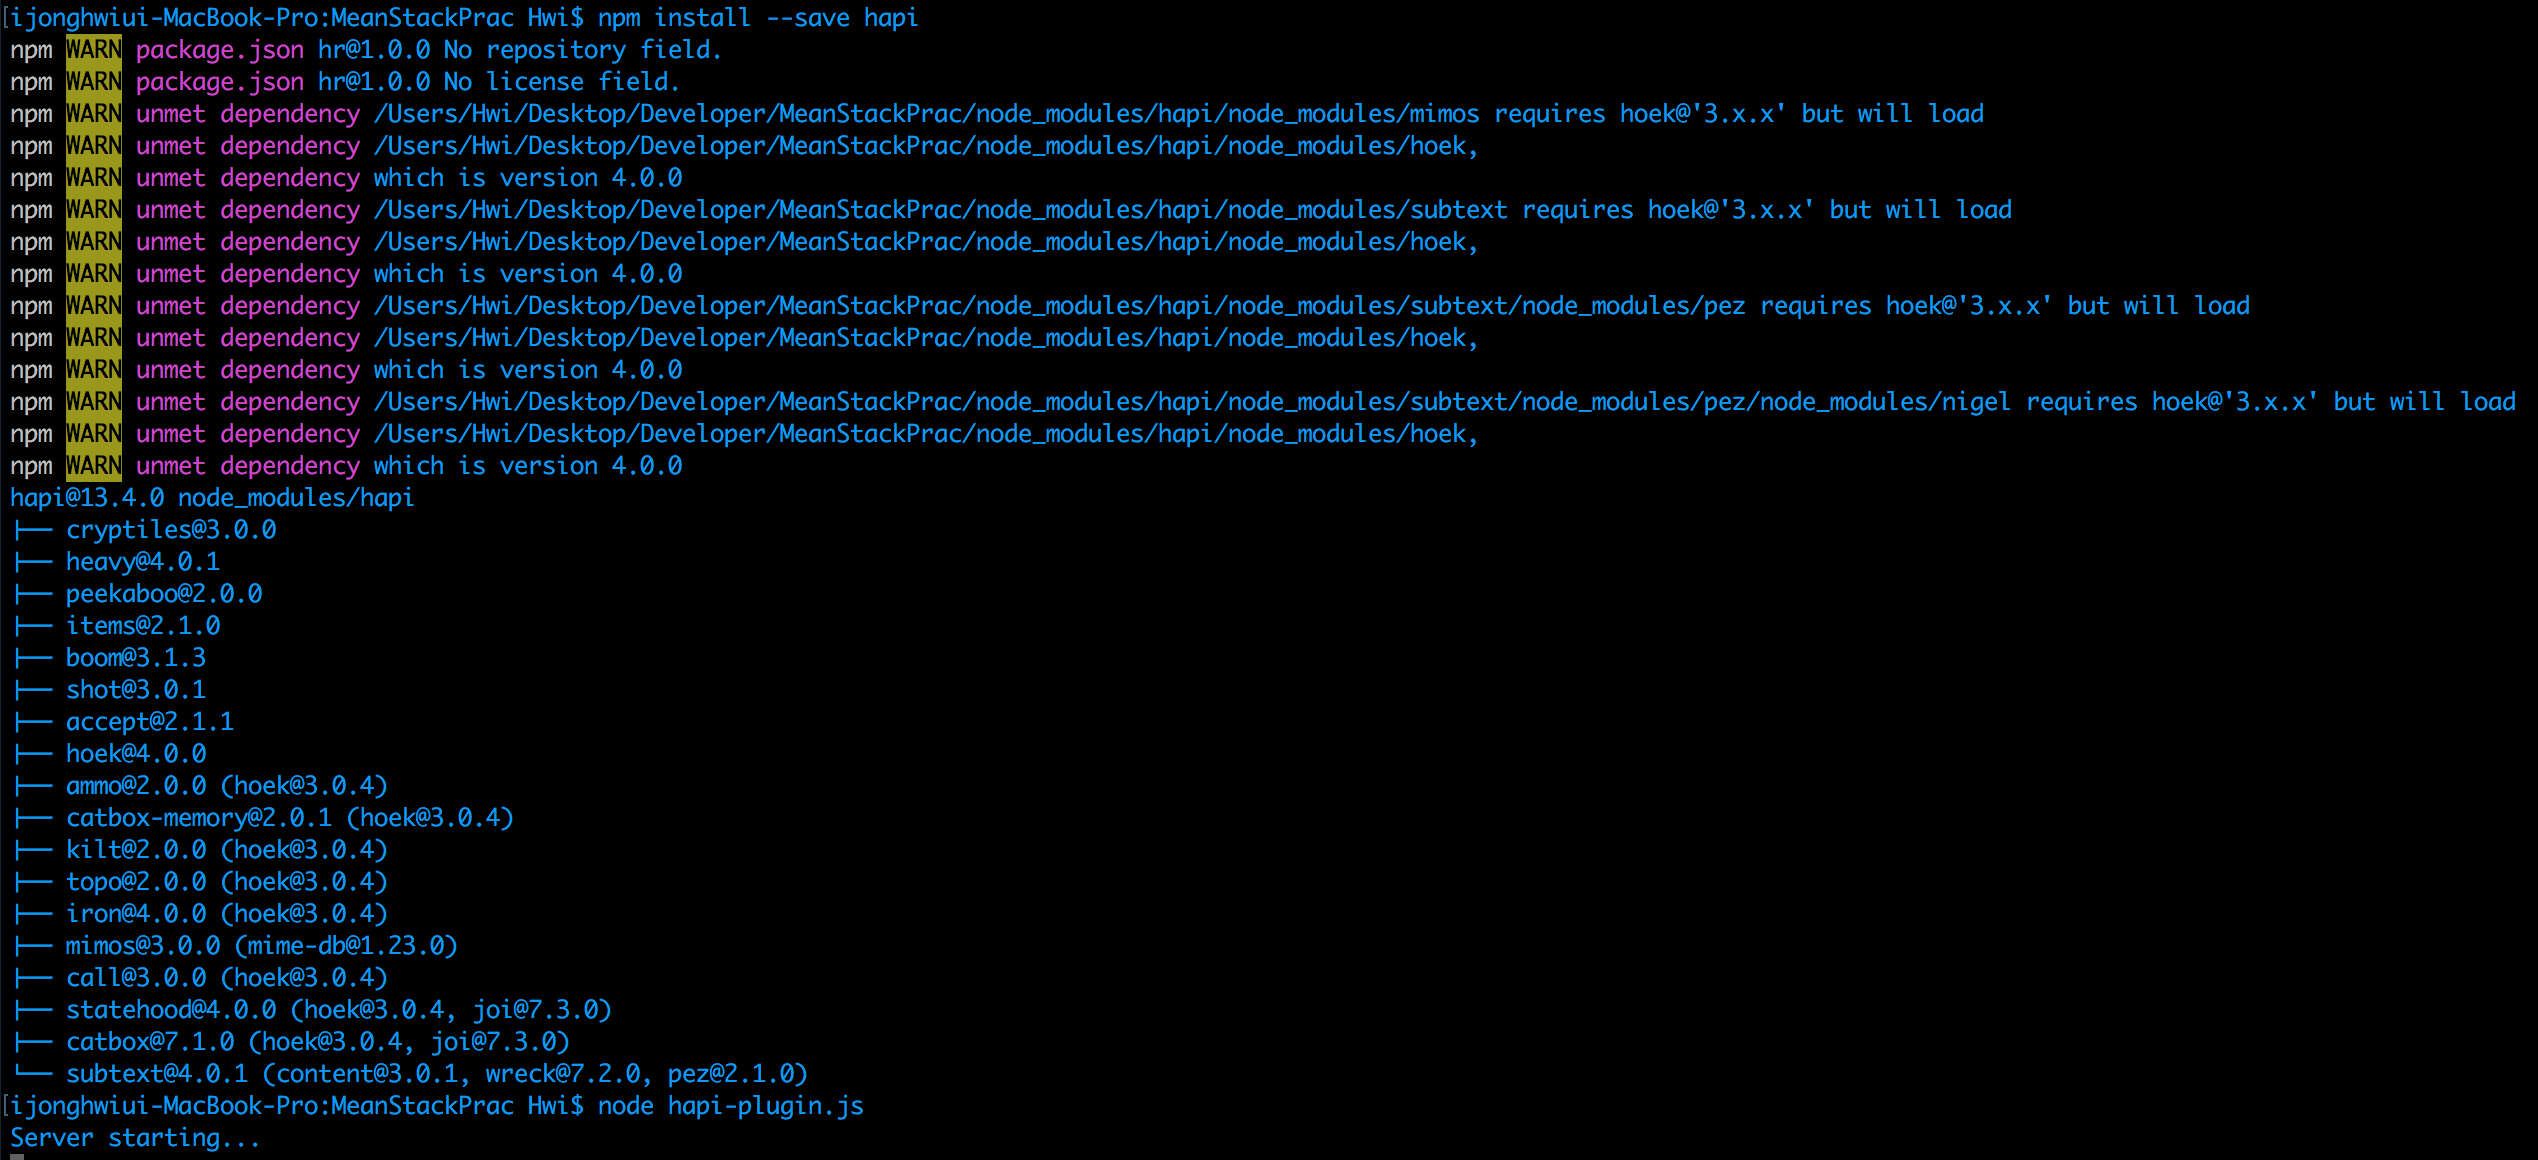 [ijonghwiui-MacBook-Pro:MeanStackPrac Hwi$ npm install --save hapi
npm WARN package.json hr@1.0.0 No repository field.
npm WARN package.json hr@1.0.0 No license field.
npm WARN unmet dependency /Users/Hwi/Desktop/Developer/MeanStackPrac/node_modules/hapi/node_modules/mimos requires hoek@'3.x.x' but will load
npm WARN unmet dependency /Users/Hwi/Desktop/Developer/MeanStackPrac/node_modules/hapi/node_modules/hoek,
npm WARN unmet dependency which is version 4.0.0
npm WARN unmet dependency /Users/Hwi/Desktop/Developer/MeanStackPrac/node_modules/hapi/node_modules/subtext requires hoek@'3.x.x' but will load
npm WARN unmet dependency /Users/Hwi/Desktop/Developer/MeanStackPrac/node_modules/hapi/node_modules/hoek,
npm WARN unmet dependency which is version 4.0.0
npm WARN unmet dependency /Users/Hwi/Desktop/Developer/MeanStackPrac/node_modules/hapi/node_modules/subtext/node_modules/pez requires hoek@'3.x.x' but will load
npm WARN unmet dependency /Users/Hwi/Desktop/Developer/MeanStackPrac/node_modules/hapi/node_modules/hoek,
npm WARN unmet dependency which is version 4.0.0
npm WARN unmet dependency /Users/Hwi/Desktop/Developer/MeanStackPrac/node_modules/hapi/node_modules/subtext/node_modules/pez/node_modules/nigel requires hoek@'3.x.x' but will load
npm WARN unmet dependency /Users/Hwi/Desktop/Developer/MeanStackPrac/node_modules/hapi/node_modules/hoek,
npm WARN unmet dependency which is version 4.0.0
hapi@13.4.0 node_modules/hapi
├── cryptiles@3.0.0
├── heavy@4.0.1
├── peekaboo@2.0.0
├── items@2.1.0
├── boom@3.1.3
├── shot@3.0.1
├── accept@2.1.1
├── hoek@4.0.0
├── ammo@2.0.0 (hoek@3.0.4)
├── catbox-memory@2.0.1 (hoek@3.0.4)
├── kilt@2.0.0 (hoek@3.0.4)
├── topo@2.0.0 (hoek@3.0.4)
├── iron@4.0.0 (hoek@3.0.4)
├── mimos@3.0.0 (mime-db@1.23.0)
├── call@3.0.0 (hoek@3.0.4)
├── statehood@4.0.0 (hoek@3.0.4, joi@7.3.0)
├── catbox@7.1.0 (hoek@3.0.4, joi@7.3.0)
└── subtext@4.0.1 (content@3.0.1, wreck@7.2.0, pez@2.1.0)
[ijonghwiui-MacBook-Pro:MeanStackPrac Hwi$ node hapi-plugin.js
Server starting...